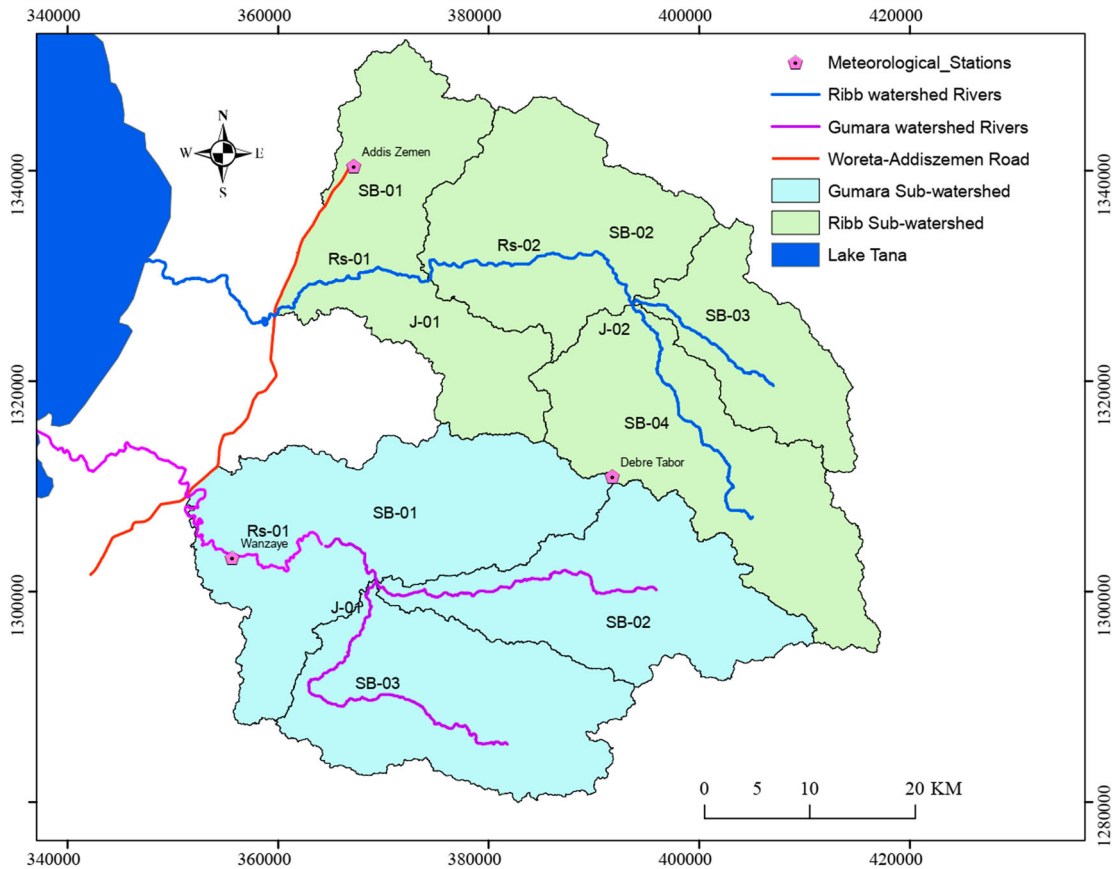 340000 360000 380000 400000 420000
Meteorological_Stations
Ribb watershed Rivers
Gumara watershed Rivers
Woreta-Addiszemen Road
Gumara Sub-watershed
Ribb Sub-watershed
Lake Tana
N
W E
S
Addis Zemen
SB-01
1340000 1340000
Rs-01 Rs-02 SB-02
J-01 J-02 SB-03
1320000 1320000
SB-04
Debre Tabor
SB-01
Rs-01
Wanzaye
1300000 1300000
J-01
SB-02
SB-03
0 5 10 20 KM
1280000
340000 360000 380000 400000 420000